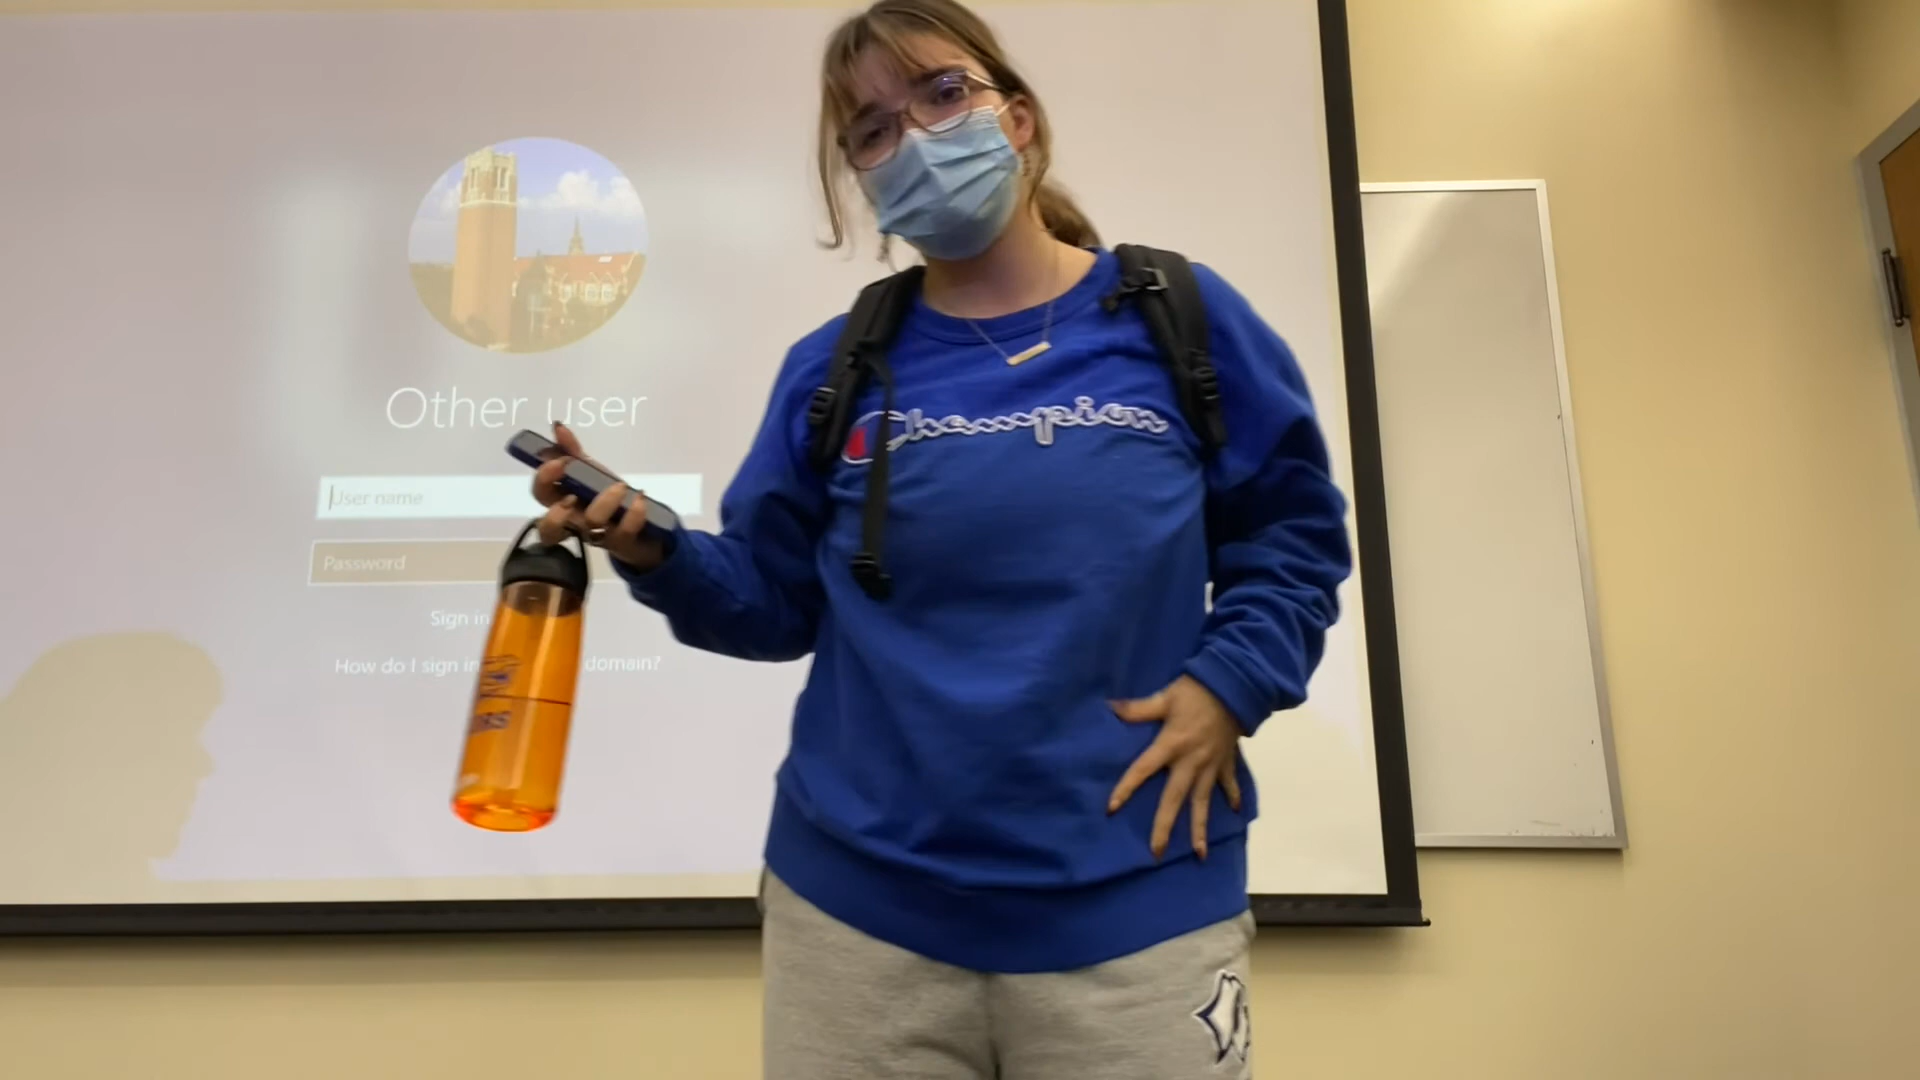 Other user
User name
Password
Sign in
How do I sign in domain?
Champion